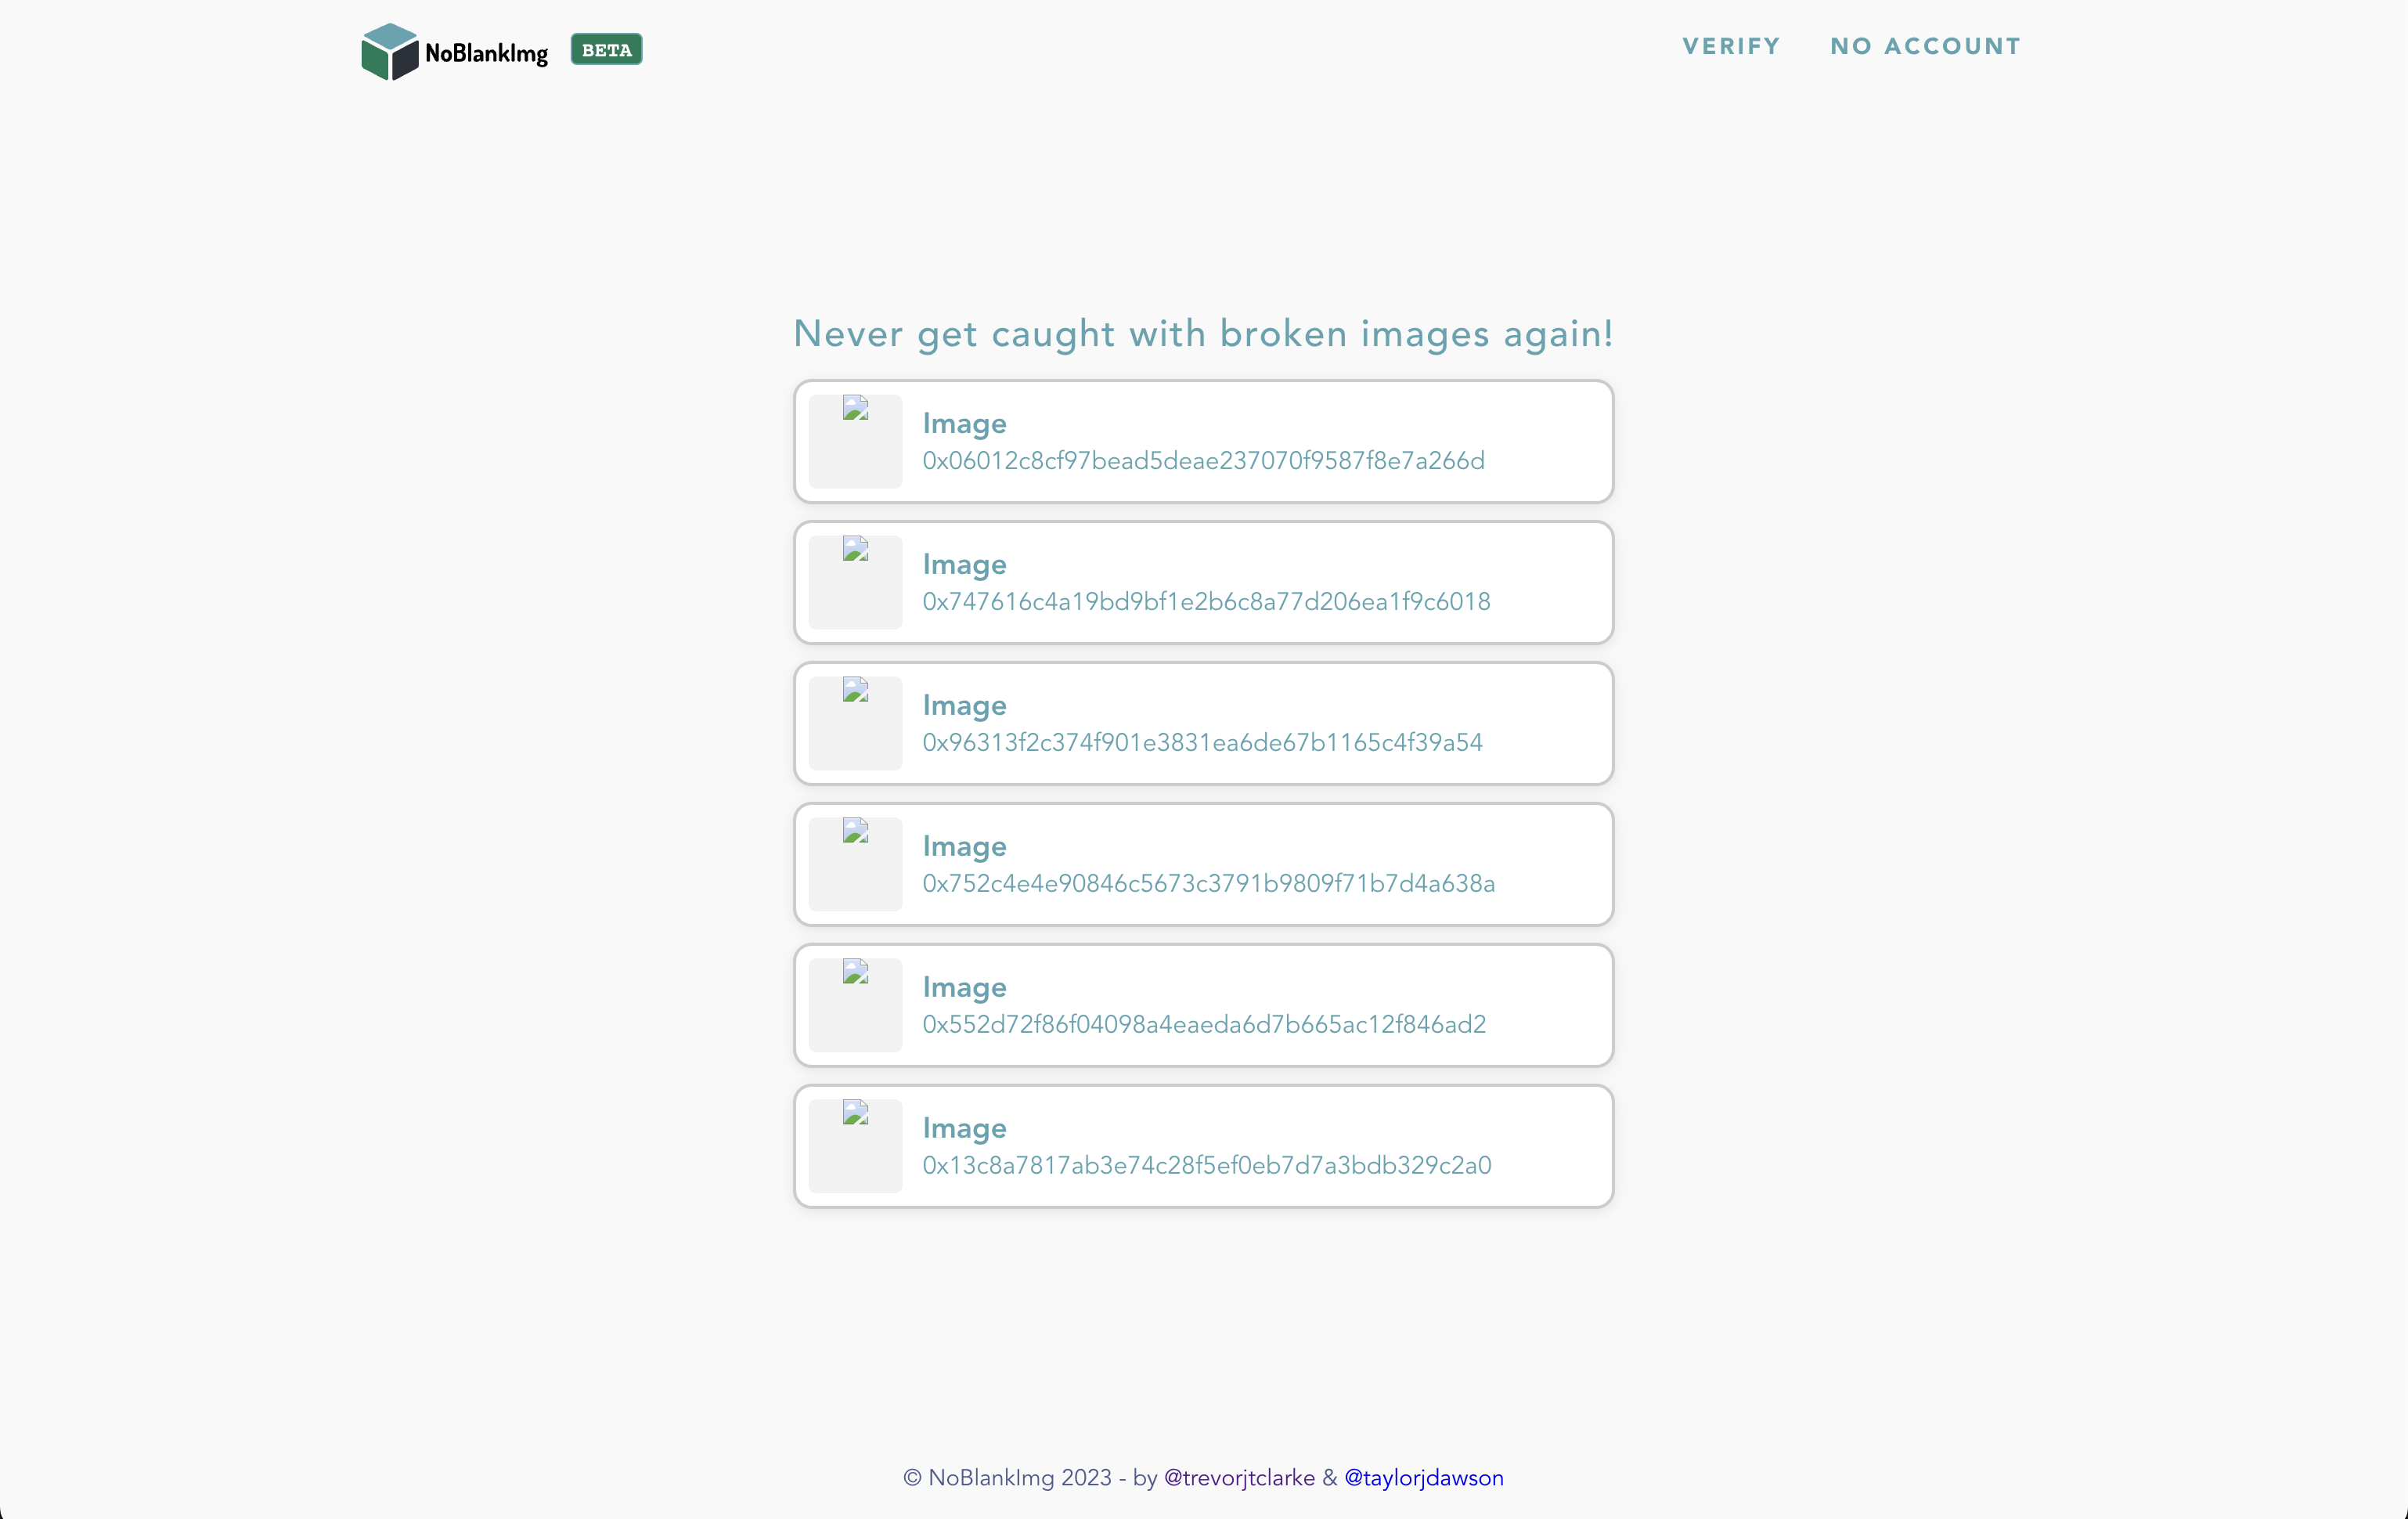 NoBlankImg BETA VERIFY NO ACCOUNT
Never get caught with broken images again!
Image
0x06012c8cf97bead5deae237070f9587f8e7a266d
Image
0x747616c4a19bd9bf1e2b6c8a77d206ea1f9c6018
Image
0x96313f2c374f901e3831ea6de67b1165c4f39a54
Image
0x752c4e4e90846c5673c3791b9809f71b7d4a638a
Image
0x552d72f86f04098a4eaeda6d7b665ac12f846ad2
Image
0x13c8a7817ab3e74c28f5ef0eb7d7a3bdb329c2a0
© NoBlankImg 2023 - by @trevorjtclarke & @taylorjdawson